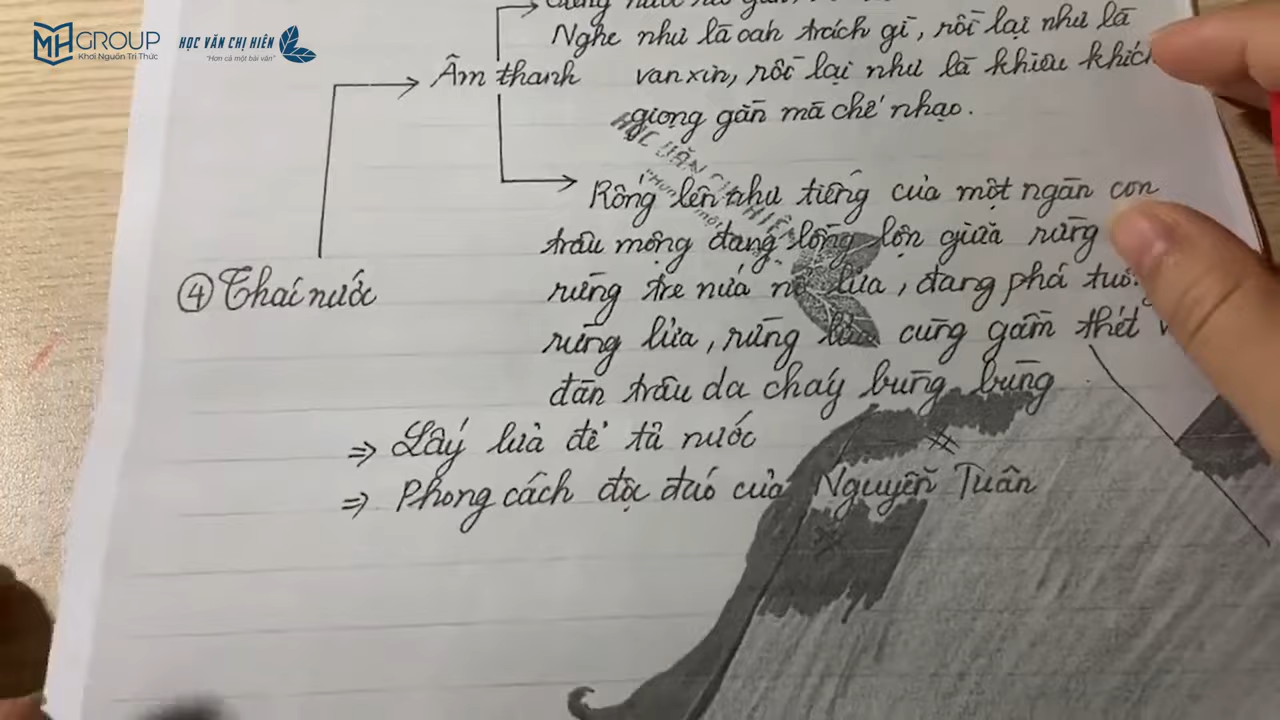 MH GROUP
Khơi Nguồn Tri Thức
HỌC VĂN CHỊ HIÊN
"Hơn cả một bài văn"
Nghe như là oán trách gì, rồi lại như là
Âm thanh
van xin, rồi lại như là khiêu khích
giọng gằn mà chế nhạo.
Rống lên như tiếng của một ngàn con
trâu mộng đang lồng lộn giữa rừng
④ Thác nước
rừng tre nứa nổ lửa, đang phá tuông
rừng lửa, rừng lửa cùng gầm thét v
đàn trâu da cháy bùng bùng
⇒ Lấy lửa để tả nước
⇒ Phong cách độc đáo của Nguyễn Tuân